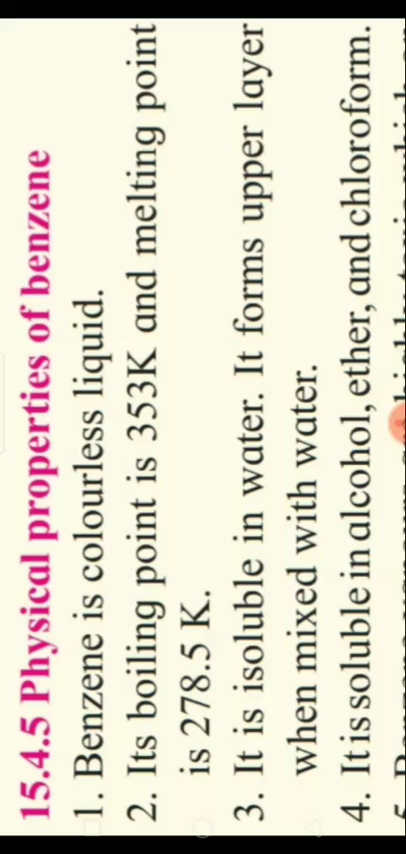 15.4.5 Physical properties of benzene
1. Benzene is colourless liquid.
2. Its boiling point is 353K and melting point
is 278.5 K.
3. It is isoluble in water. It forms upper layer
when mixed with water.
4. It is soluble in alcohol, ether, and chloroform.